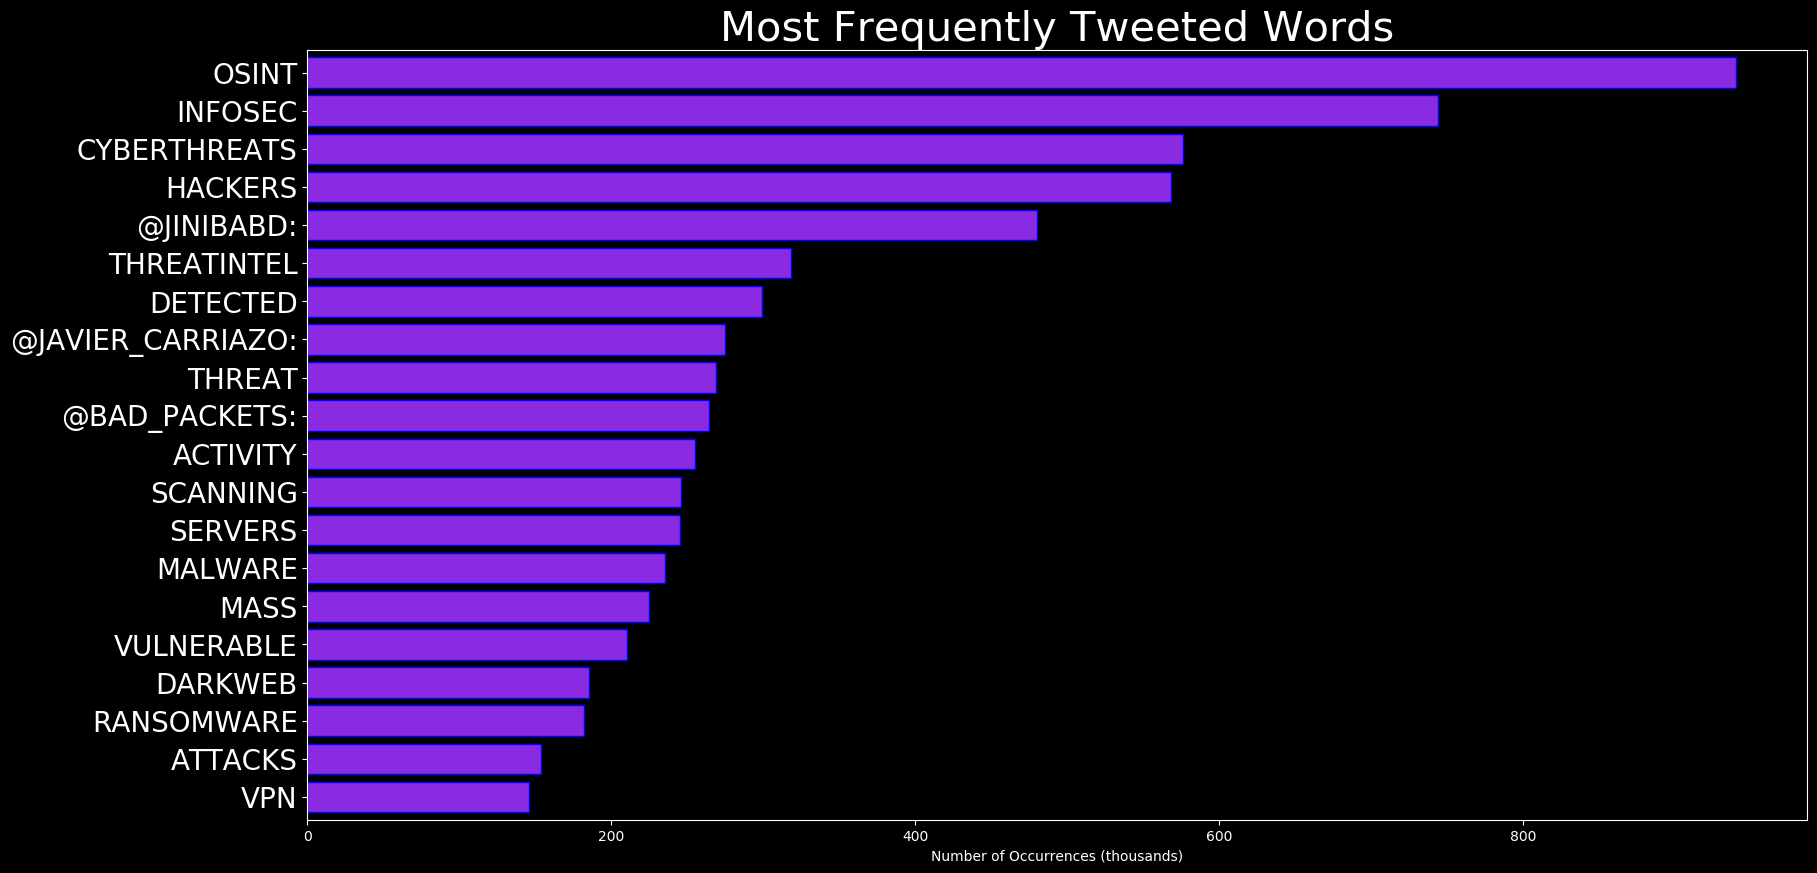 Most Frequently Tweeted Words
OSINT
INFOSEC
CYBERTHREATS
HACKERS
@JINIBABD:
THREATINTEL
DETECTED
@JAVIER_CARRIAZO:
THREAT
@BAD_PACKETS:
ACTIVITY
SCANNING
SERVERS
MALWARE
MASS
VULNERABLE
DARKWEB
RANSOMWARE
ATTACKS
VPN
0 200 400 600 800
Number of Occurrences (thousands)